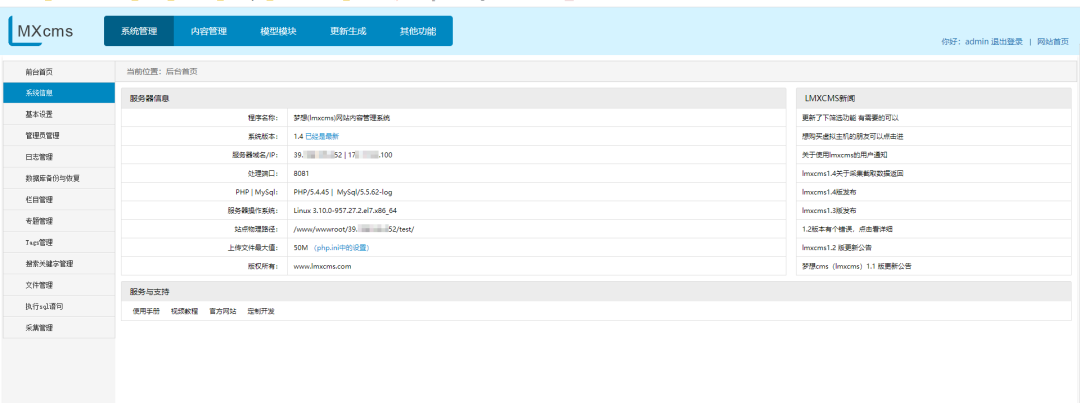 MXcms
系统管理 内容管理 模型模块 更新生成 其他功能
你好：admin 退出登录 | 网站首页
前台首页
系统信息
基本设置
管理员管理
日志管理
数据库备份与恢复
栏目管理
专题管理
Tags管理
搜索关键字管理
文件管理
执行sql语句
采集管理
当前位置：后台首页
服务器信息
程序名称： 梦想(lmxcms)网站内容管理系统
系统版本： 1.4 已经是最新
服务器域名/IP： 39. 52 | 17 .100
处理端口： 8081
PHP | MySql： PHP/5.4.45 | MySql/5.5.62-log
服务器操作系统： Linux 3.10.0-957.27.2.el7.x86_64
站点物理路径： /www/wwwroot/39. 52/test/
上传文件最大值： 50M （php.ini中的设置）
版权所有： www.lmxcms.com
服务与支持
使用手册 视频教程 官方网站 定制开发
LMXCMS新闻
更新了下筛选功能 有需要的可以
想购买虚拟主机的朋友可以点击进
关于使用lmxcms的用户通知
lmxcms1.4关于采集截取数据返回
lmxcms1.4版发布
lmxcms1.3版发布
1.2版本有个错误，点击看详细
lmxcms1.2 版更新公告
梦想cms（lmxcms）1.1 版更新公告